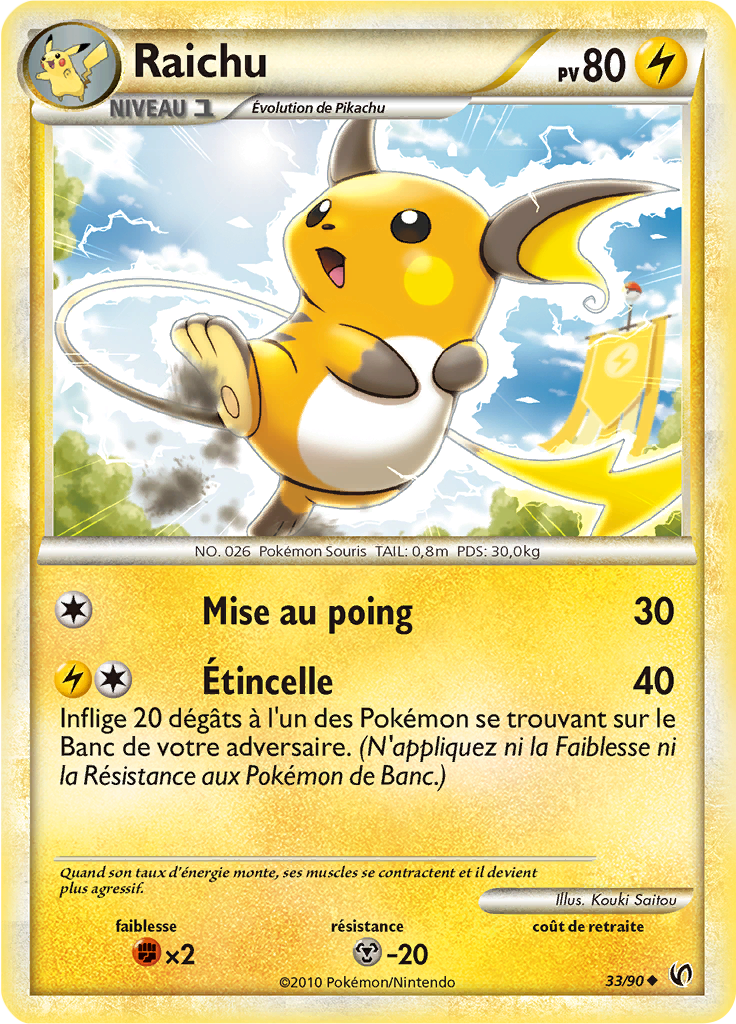 Raichu
PV 80
NIVEAU 1
Évolution de Pikachu
NO. 026 Pokémon Souris TAIL: 0,8m PDS: 30,0kg
Mise au poing 30
Étincelle 40
Inflige 20 dégâts à l'un des Pokémon se trouvant sur le
Banc de votre adversaire. (N'appliquez ni la Faiblesse ni
la Résistance aux Pokémon de Banc.)
Quand son taux d'énergie monte, ses muscles se contractent et il devient
plus agressif.
Illus. Kouki Saitou
faiblesse résistance coût de retraite
×2 -20
©2010 Pokémon/Nintendo
33/90